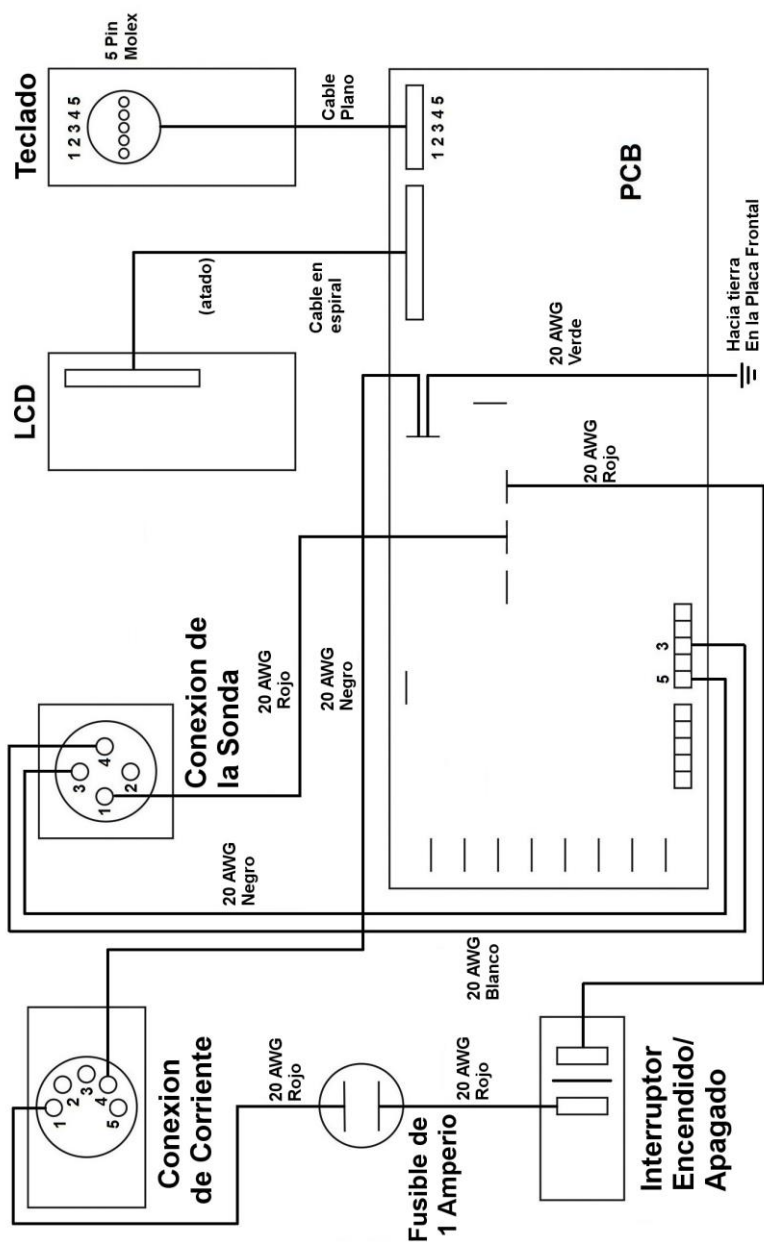 Teclado
1 2 3 4 5
5 Pin
Molex
Cable
Plano
1 2 3 4 5
PCB
LCD
(atado)
Cable en
espiral
20 AWG
Verde
Hacia tierra
En la Placa Frontal
20 AWG
Rojo
Conexion de
la Sonda
1
2
3
4
20 AWG
Rojo
20 AWG
Negro
20 AWG
Negro
5
3
20 AWG
Blanco
Conexion
de Corriente
1
2
3
4
5
20 AWG
Rojo
Fusible de
1 Amperio
20 AWG
Rojo
Interruptor
Encendido/
Apagado